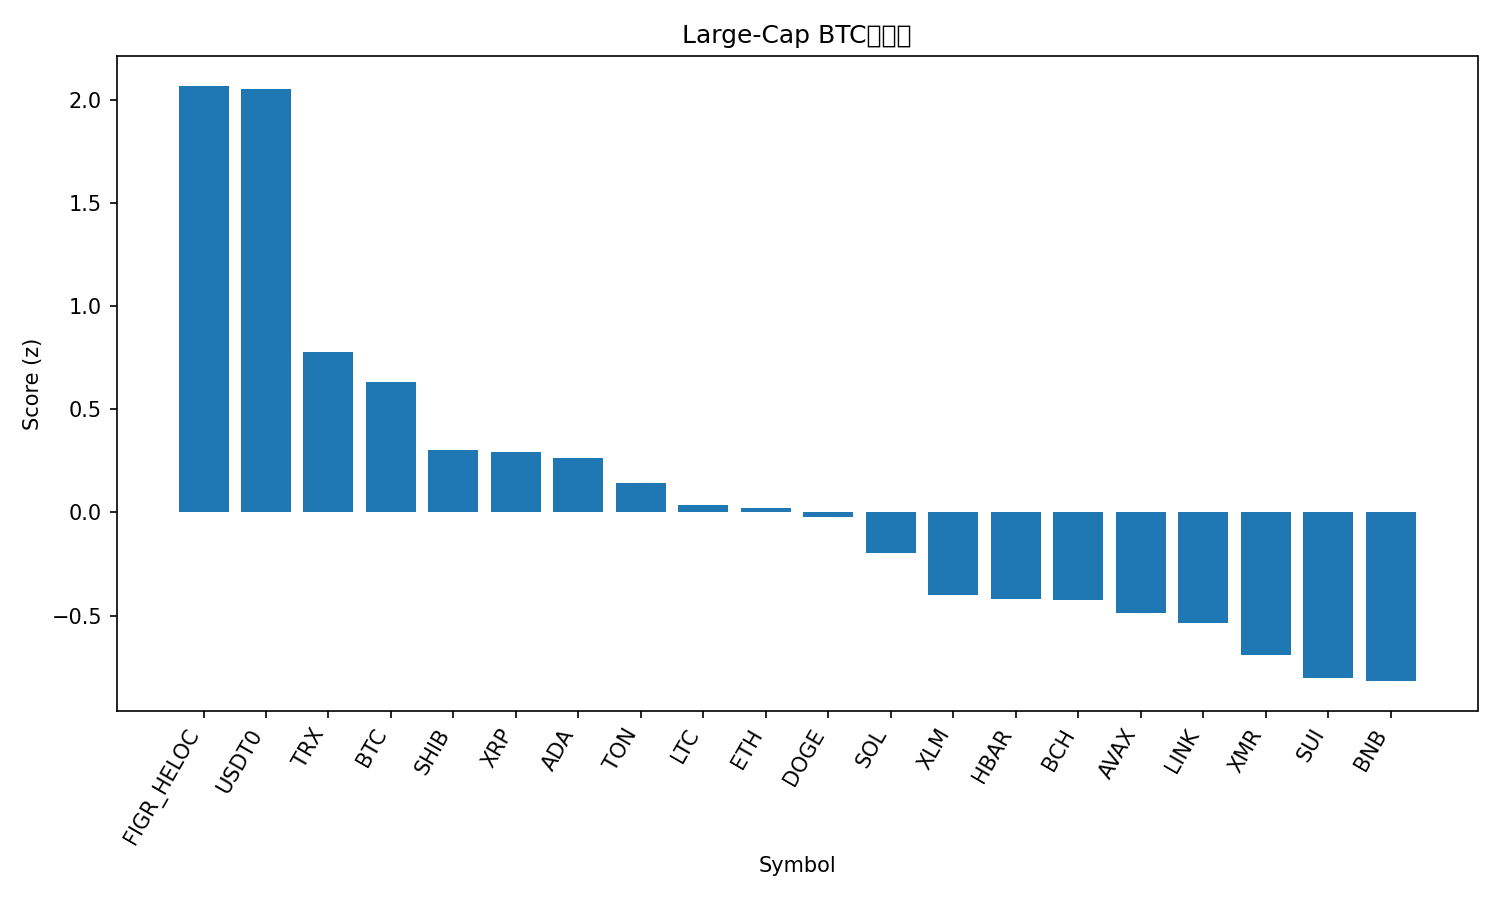 Large-Cap BTC
Score (z)
2.0
1.5
1.0
0.5
0.0
−0.5
FIGR_HELOC
USDT0
TRX
BTC
SHIB
XRP
ADA
TON
LTC
ETH
DOGE
SOL
XLM
HBAR
BCH
AVAX
LINK
XMR
SUI
BNB
Symbol